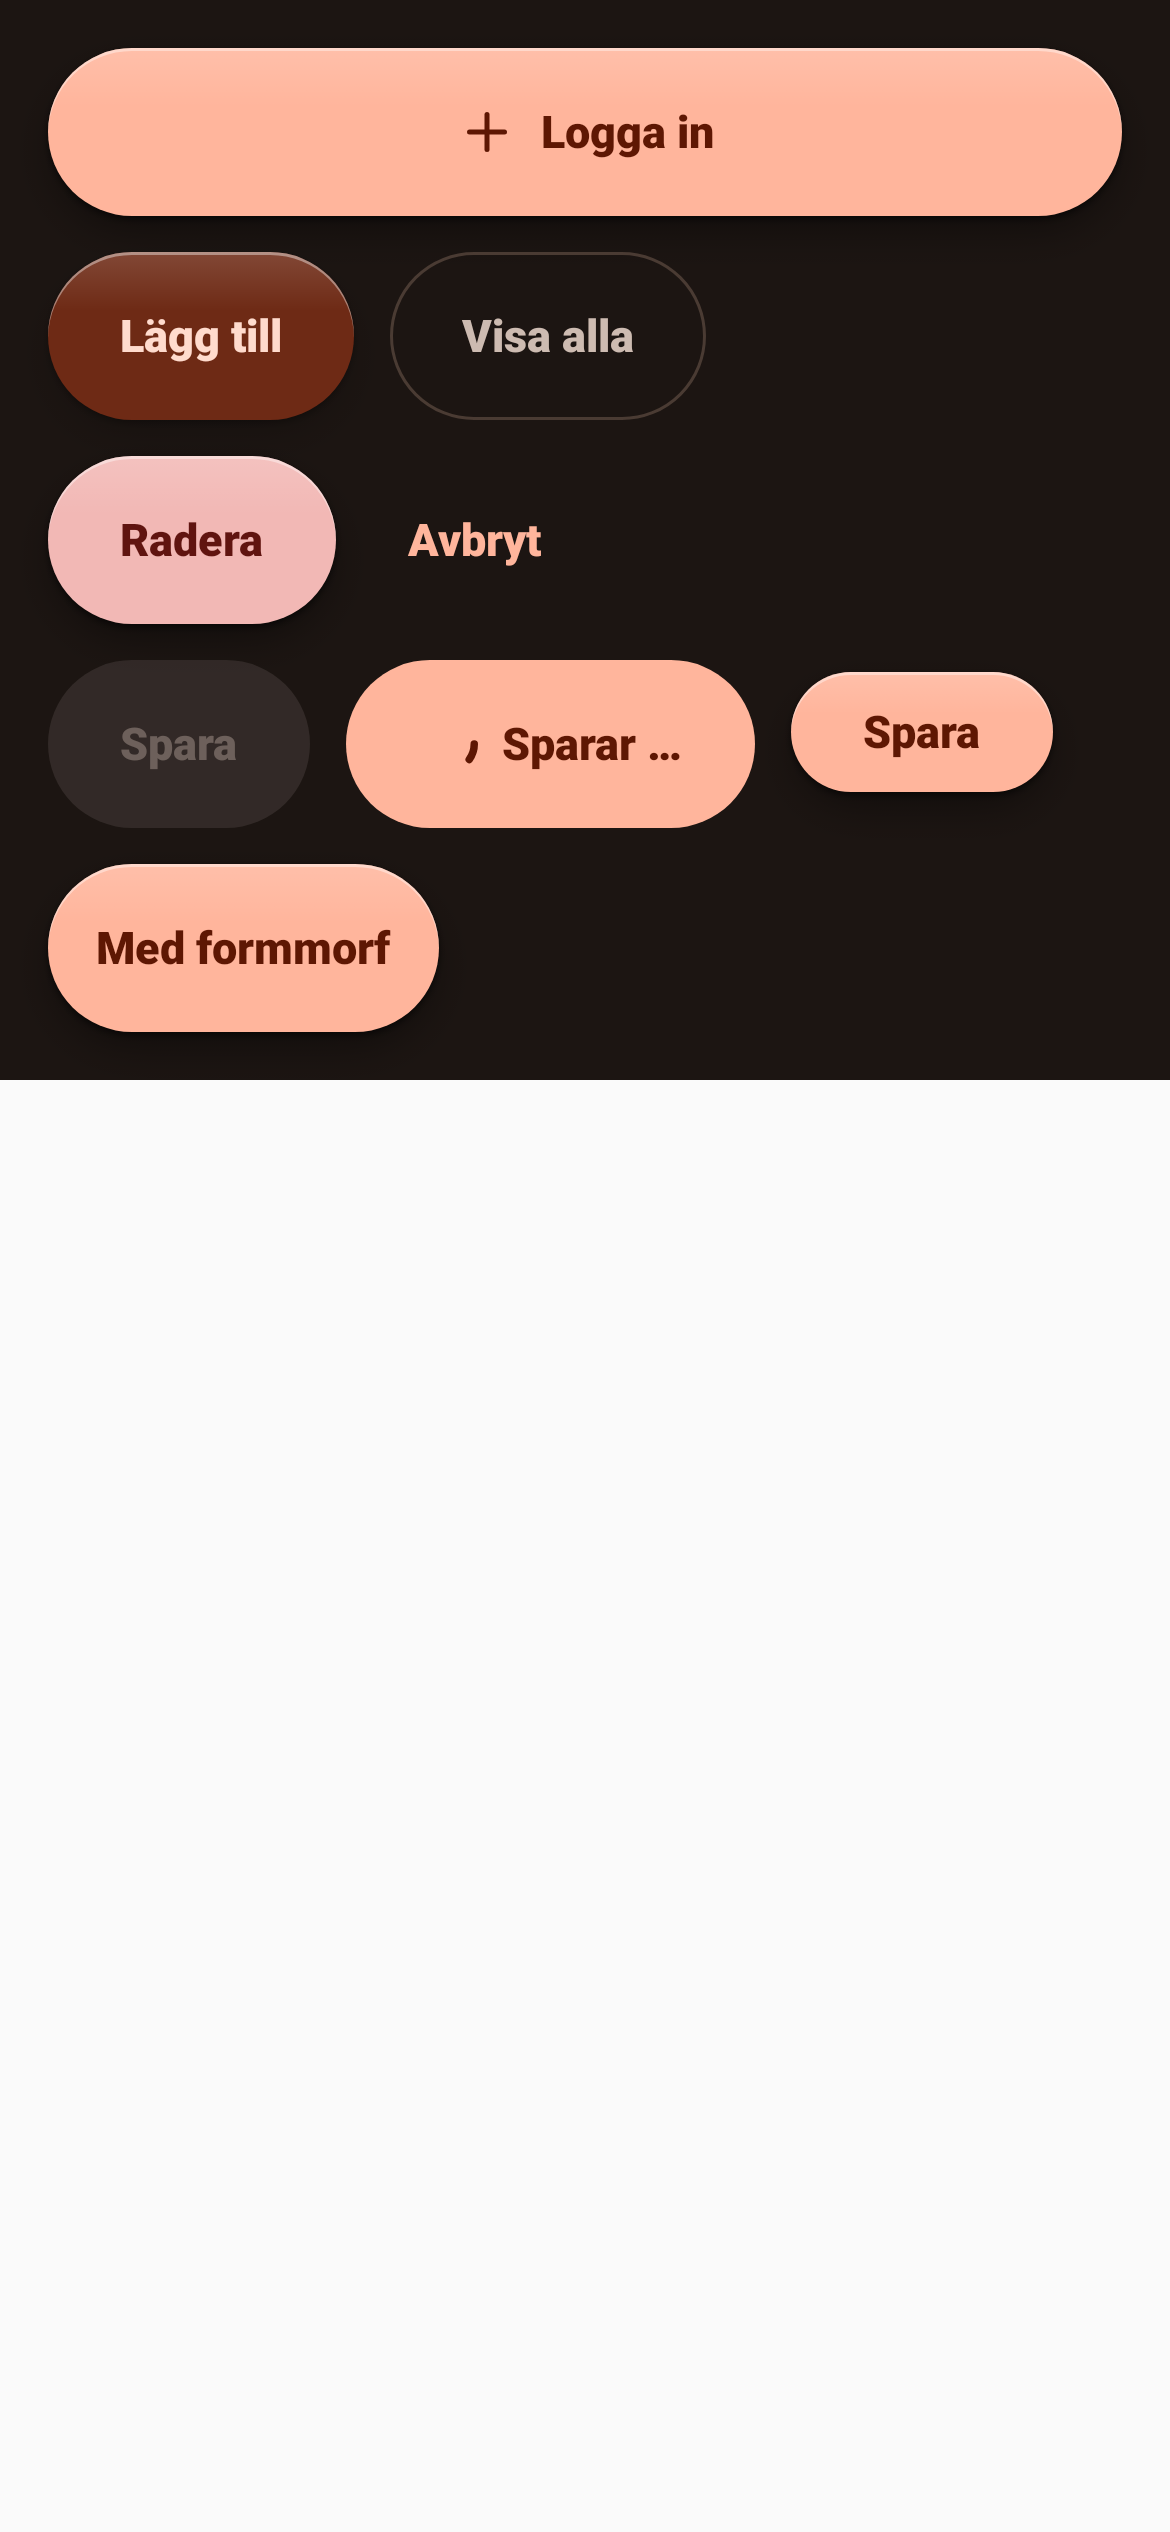 Logga in
Lägg till Visa alla
Radera Avbryt
Spara Sparar … Spara
Med formmorf